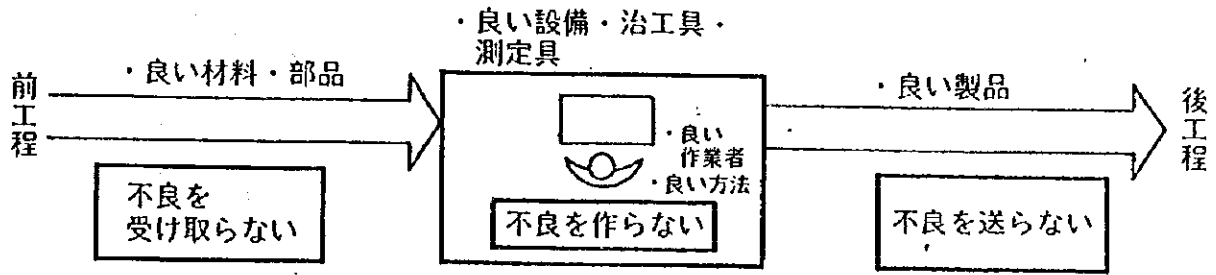 ・良い設備・治工具・
測定具
前工程
・良い材料・部品
不良を
受け取らない
・良い
作業者
・良い方法
不良を作らない
・良い製品
不良を送らない
後工程